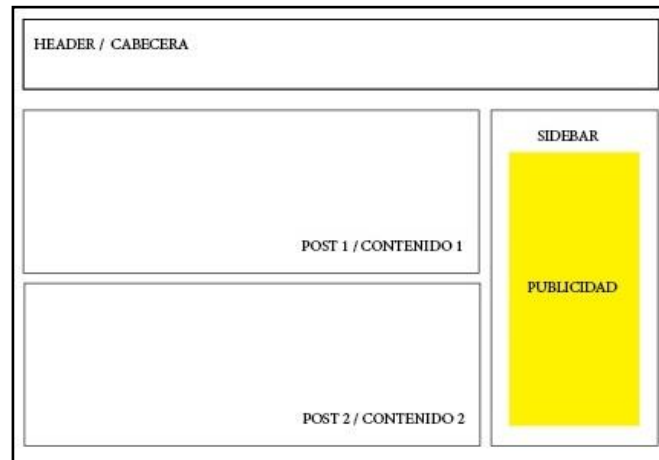 HEADER / CABECERA
SIDEBAR
POST 1 / CONTENIDO 1
PUBLICIDAD
POST 2 / CONTENIDO 2